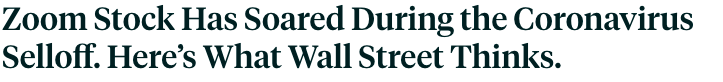 Zoom Stock Has Soared During the Coronavirus
Selloff. Here’s What Wall Street Thinks.